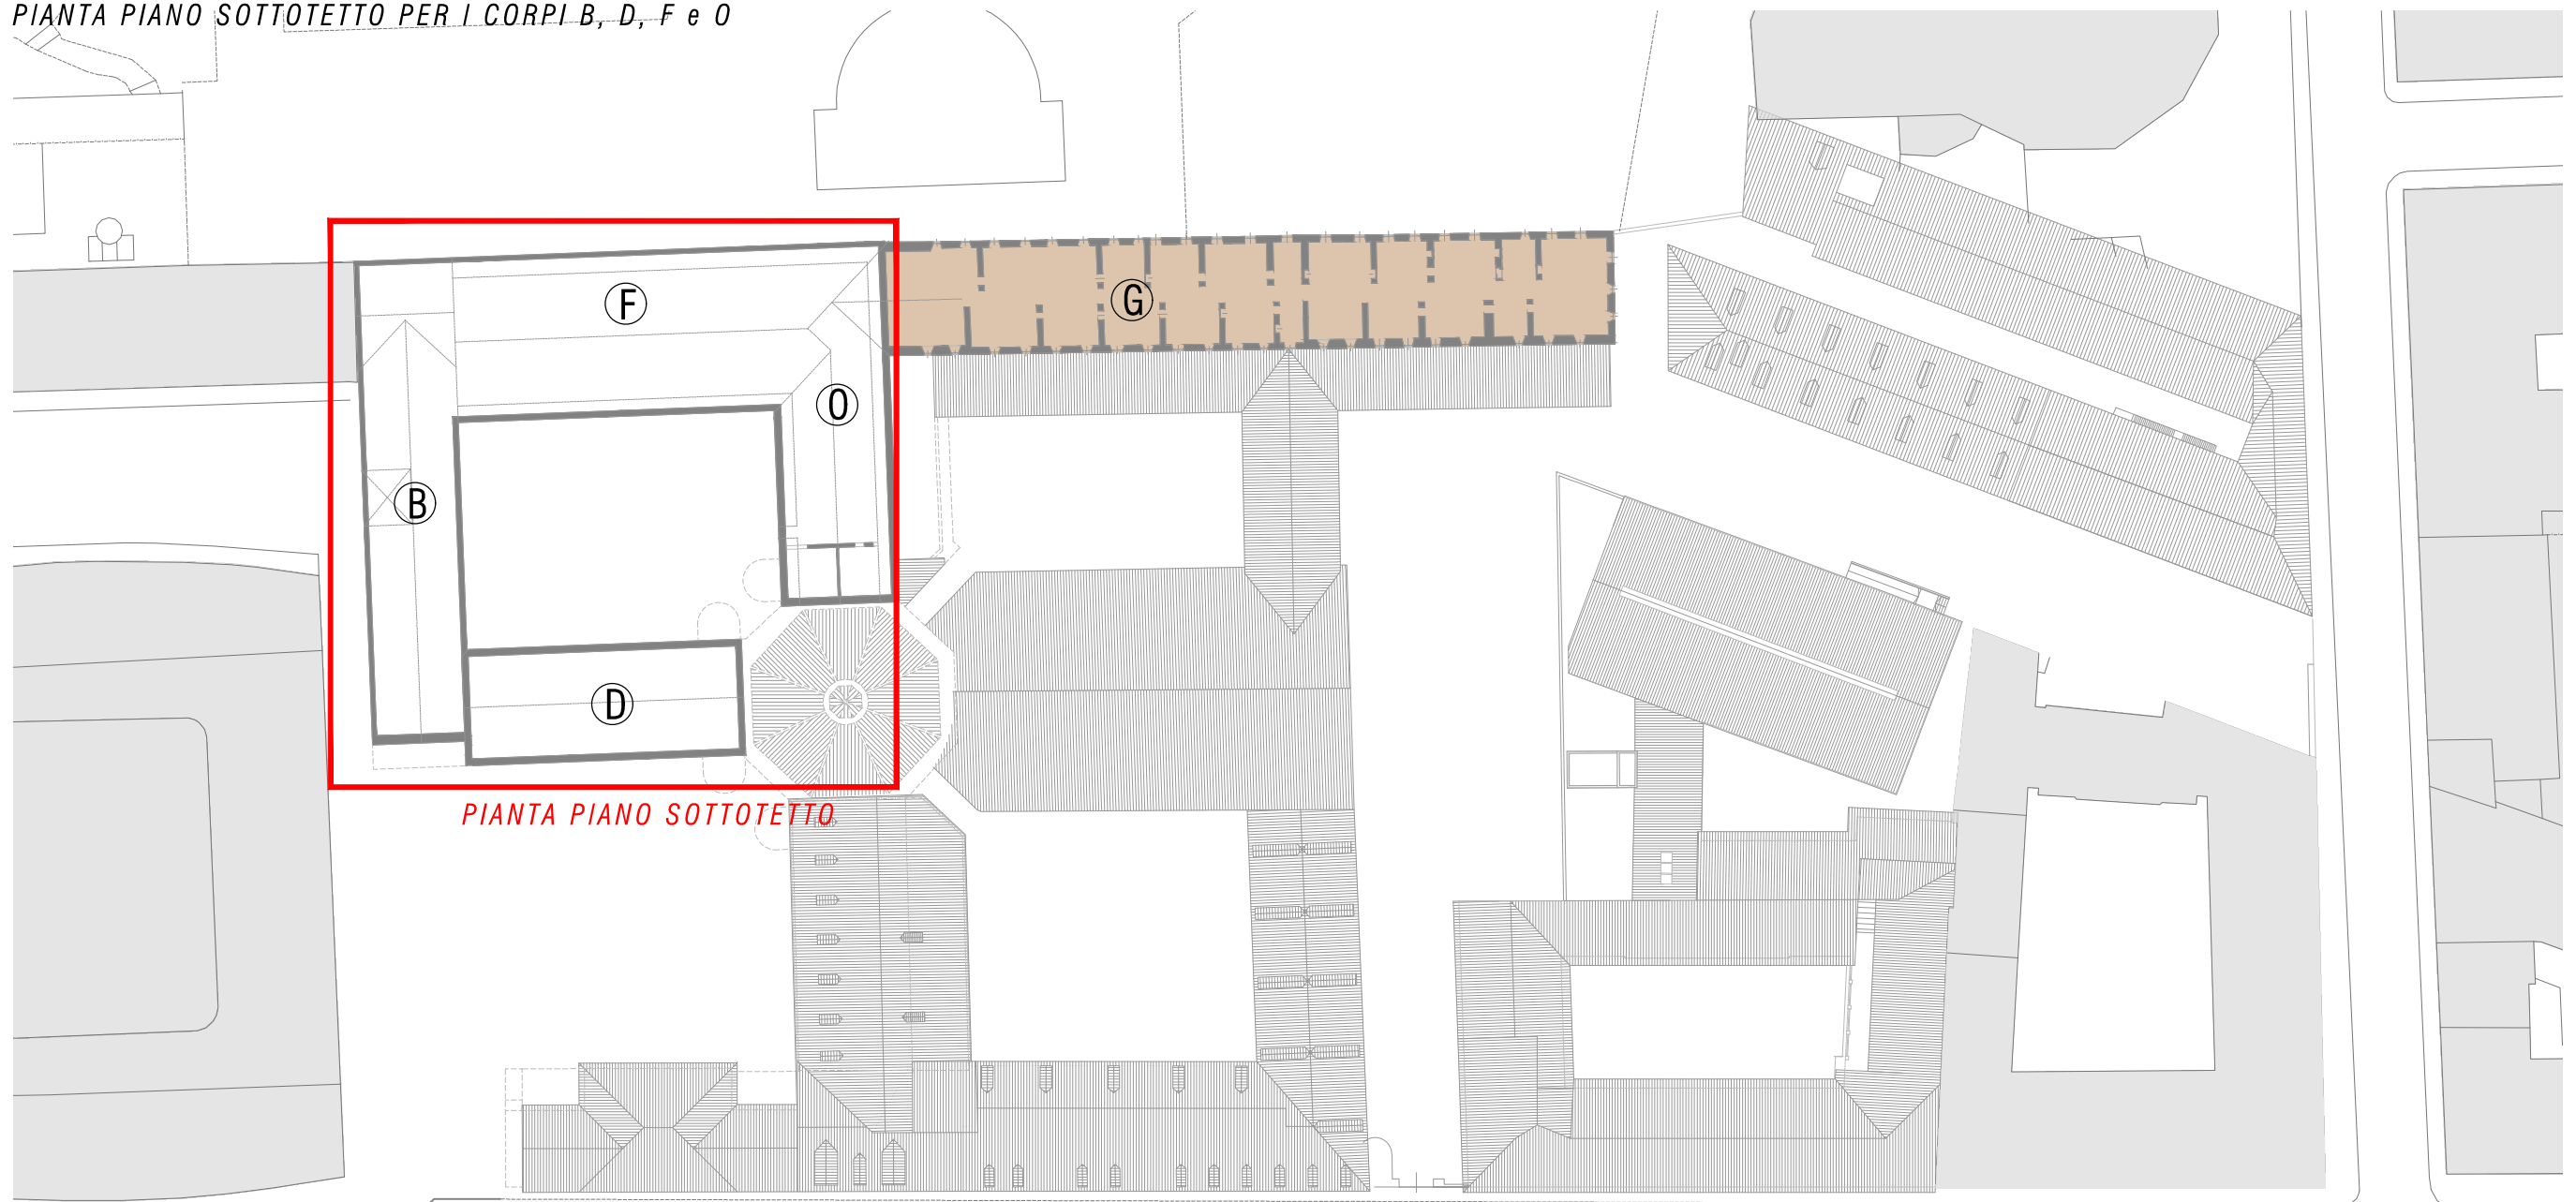 PIANTA PIANO SOTTOTETTO PER I CORPI B, D, F e O
F
G
O
B
D
PIANTA PIANO SOTTOTETTO